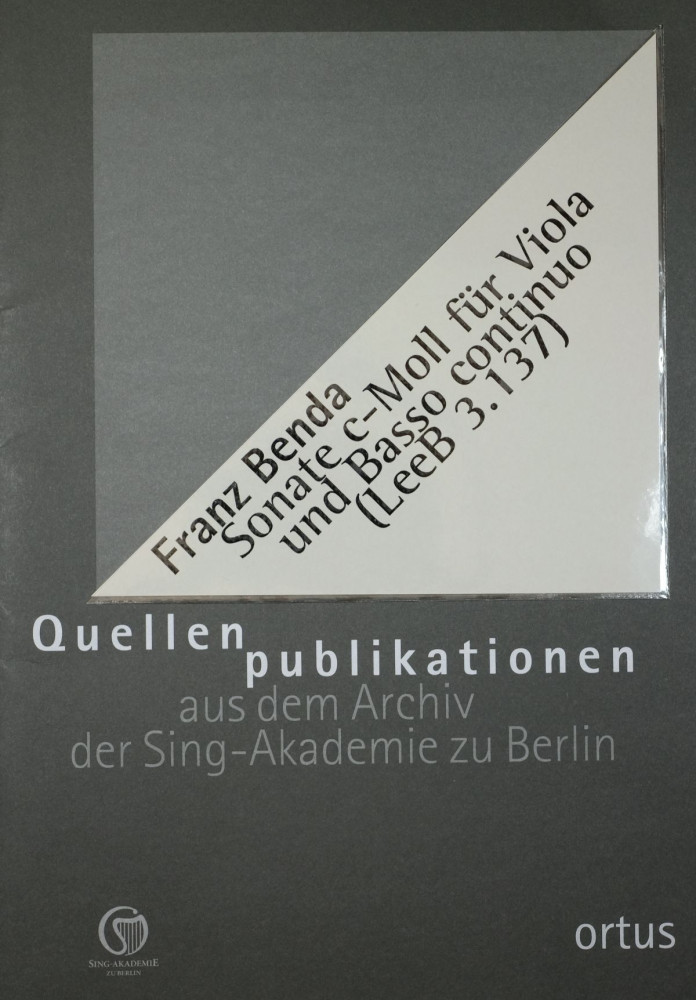 Franz Benda
Sonate c-Moll für Viola
und Basso continuo
(LeeB 3.137)
Quellen
publikationen
aus dem Archiv
der Sing-Akademie zu Berlin
SING-AKADEMIE
ZU BERLIN
ortus